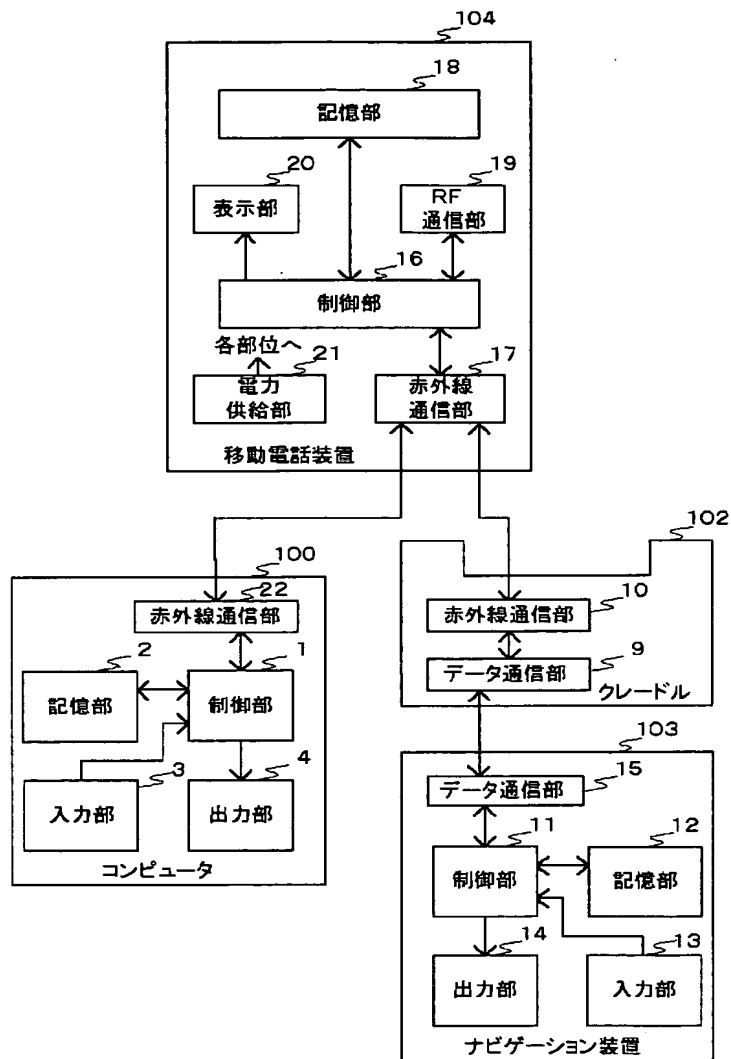 104
18
記憶部
20
19
表示部
RF
通信部
16
制御部
各部位へ
21
17
電力
供給部
赤外線
通信部
移動電話装置
102
100
22
赤外線通信部
10
赤外線通信部
2
1
9
記憶部
制御部
データ通信部
クレードル
3
4
103
入力部
出力部
15
データ通信部
コンピュータ
11
12
制御部
記憶部
14
13
出力部
入力部
ナビゲーション装置